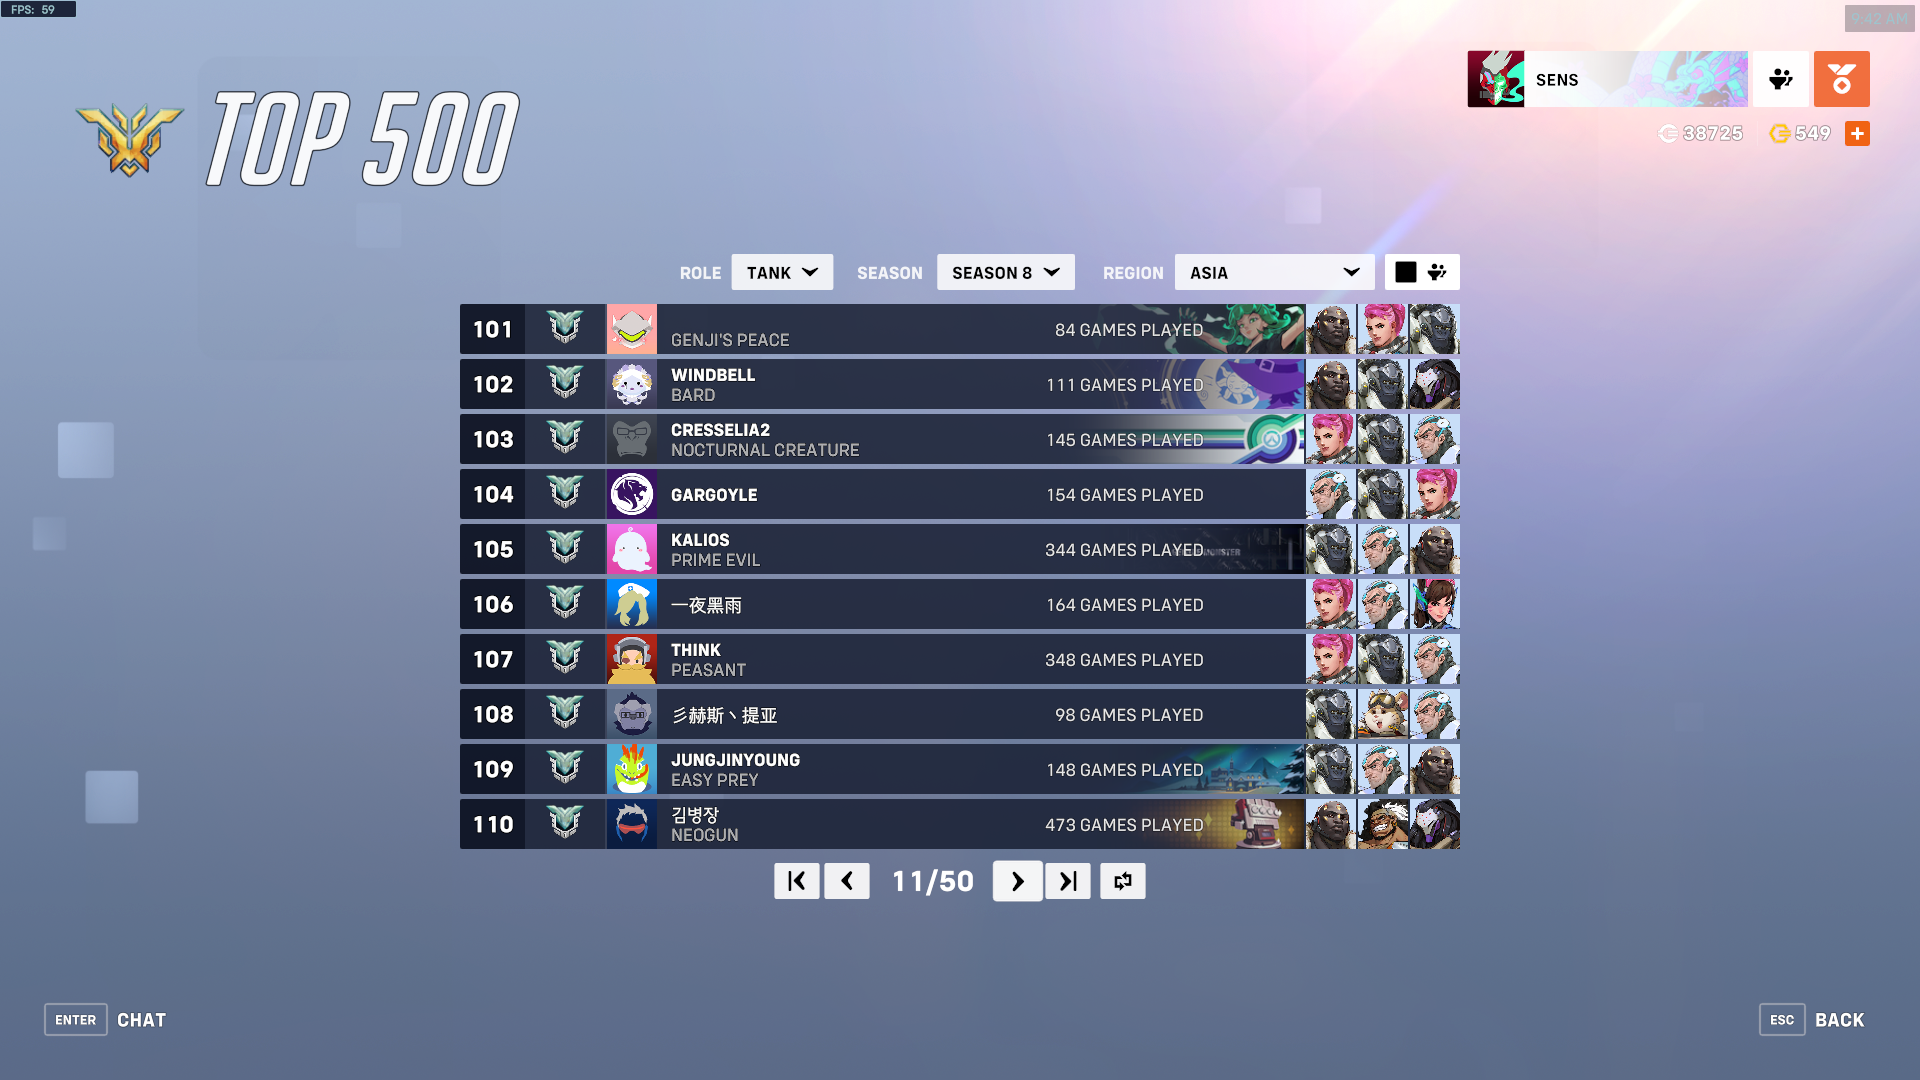 FPS: 59
9:42 AM
TOP 500
SENS
38725
549
ROLE TANK SEASON SEASON 8 REGION ASIA
101 GENJI'S PEACE 84 GAMES PLAYED
102 WINDBELL
BARD
111 GAMES PLAYED
103 CRESSELIA2
NOCTURNAL CREATURE
145 GAMES PLAYED
104 GARGOYLE 154 GAMES PLAYED
105 KALIOS
PRIME EVIL
344 GAMES PLAYED
106 一夜黑雨 164 GAMES PLAYED
107 THINK
PEASANT
348 GAMES PLAYED
108 彡赫斯丶提亚 98 GAMES PLAYED
109 JUNGJINYOUNG
EASY PREY
148 GAMES PLAYED
110 김병장
NEOGUN
473 GAMES PLAYED
11/50
ENTER CHAT
ESC BACK